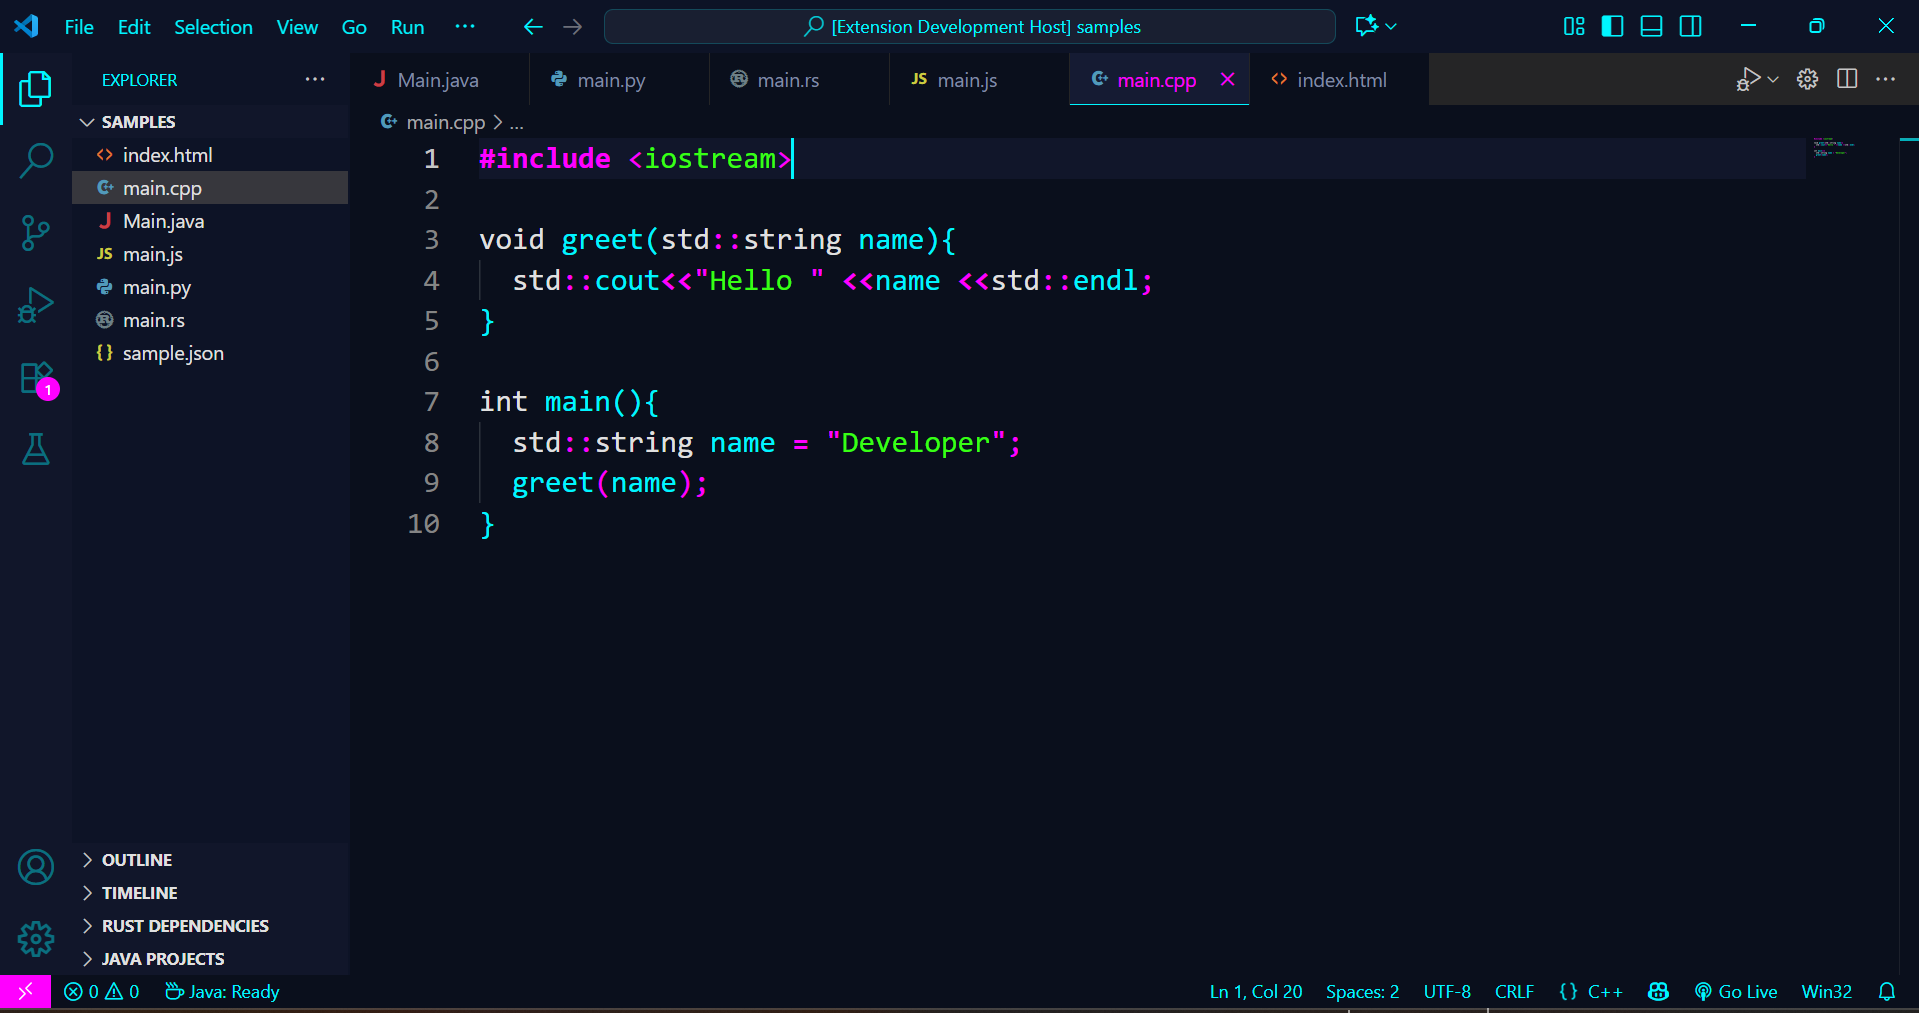 File Edit Selection View Go Run ··· [Extension Development Host] samples
EXPLORER ···
Main.java main.py main.rs JS main.js main.cpp index.html ···
SAMPLES
index.html
main.cpp
Main.java
JS main.js
main.py
main.rs
{} sample.json
OUTLINE
TIMELINE
RUST DEPENDENCIES
JAVA PROJECTS
1
main.cpp > ...
1 #include <iostream>
2
3 void greet(std::string name){
4 std::cout<<"Hello " <<name <<std::endl;
5 }
6
7 int main(){
8 std::string name = "Developer";
9 greet(name);
10 }
0 0 Java: Ready Ln 1, Col 20 Spaces: 2 UTF-8 CRLF {} C++ Go Live Win32